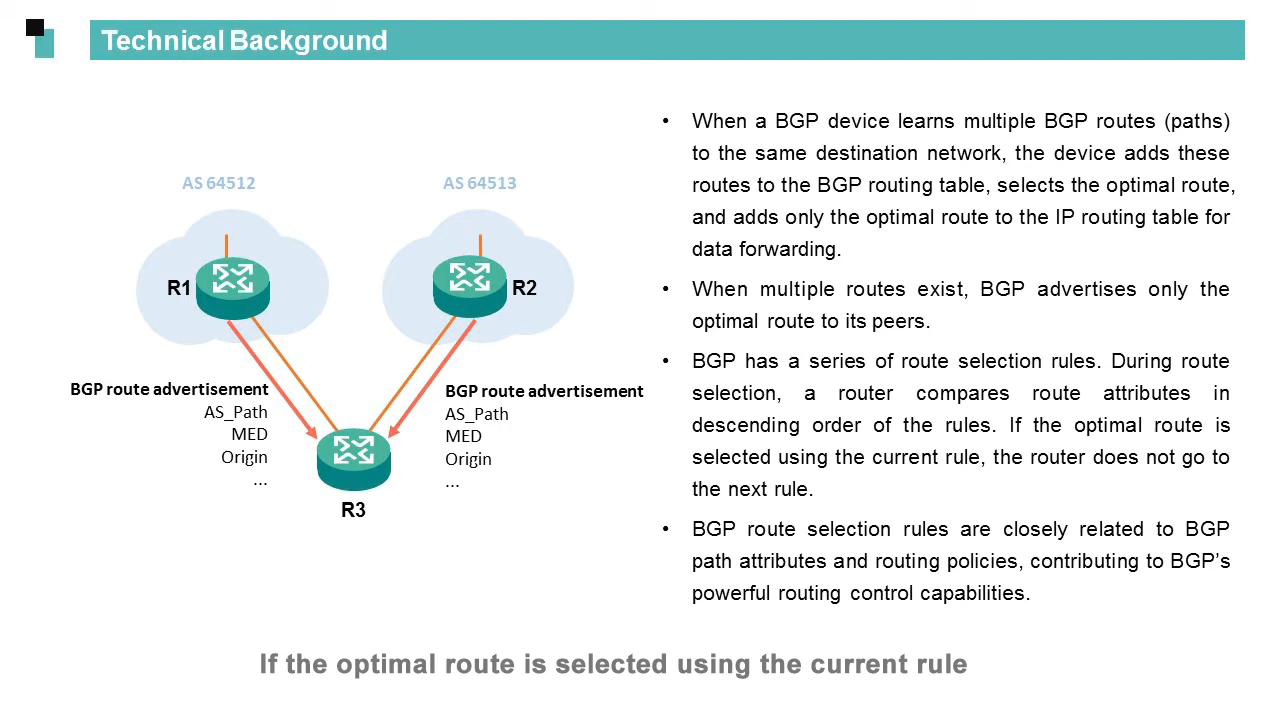 Technical Background
AS 64512
AS 64513
R1
R2
BGP route advertisement
AS_Path
MED
Origin
...
BGP route advertisement
AS_Path
MED
Origin
...
R3
• When a BGP device learns multiple BGP routes (paths)
to the same destination network, the device adds these
routes to the BGP routing table, selects the optimal route,
and adds only the optimal route to the IP routing table for
data forwarding.
• When multiple routes exist, BGP advertises only the
optimal route to its peers.
• BGP has a series of route selection rules. During route
selection, a router compares route attributes in
descending order of the rules. If the optimal route is
selected using the current rule, the router does not go to
the next rule.
• BGP route selection rules are closely related to BGP
path attributes and routing policies, contributing to BGP’s
powerful routing control capabilities.
If the optimal route is selected using the current rule